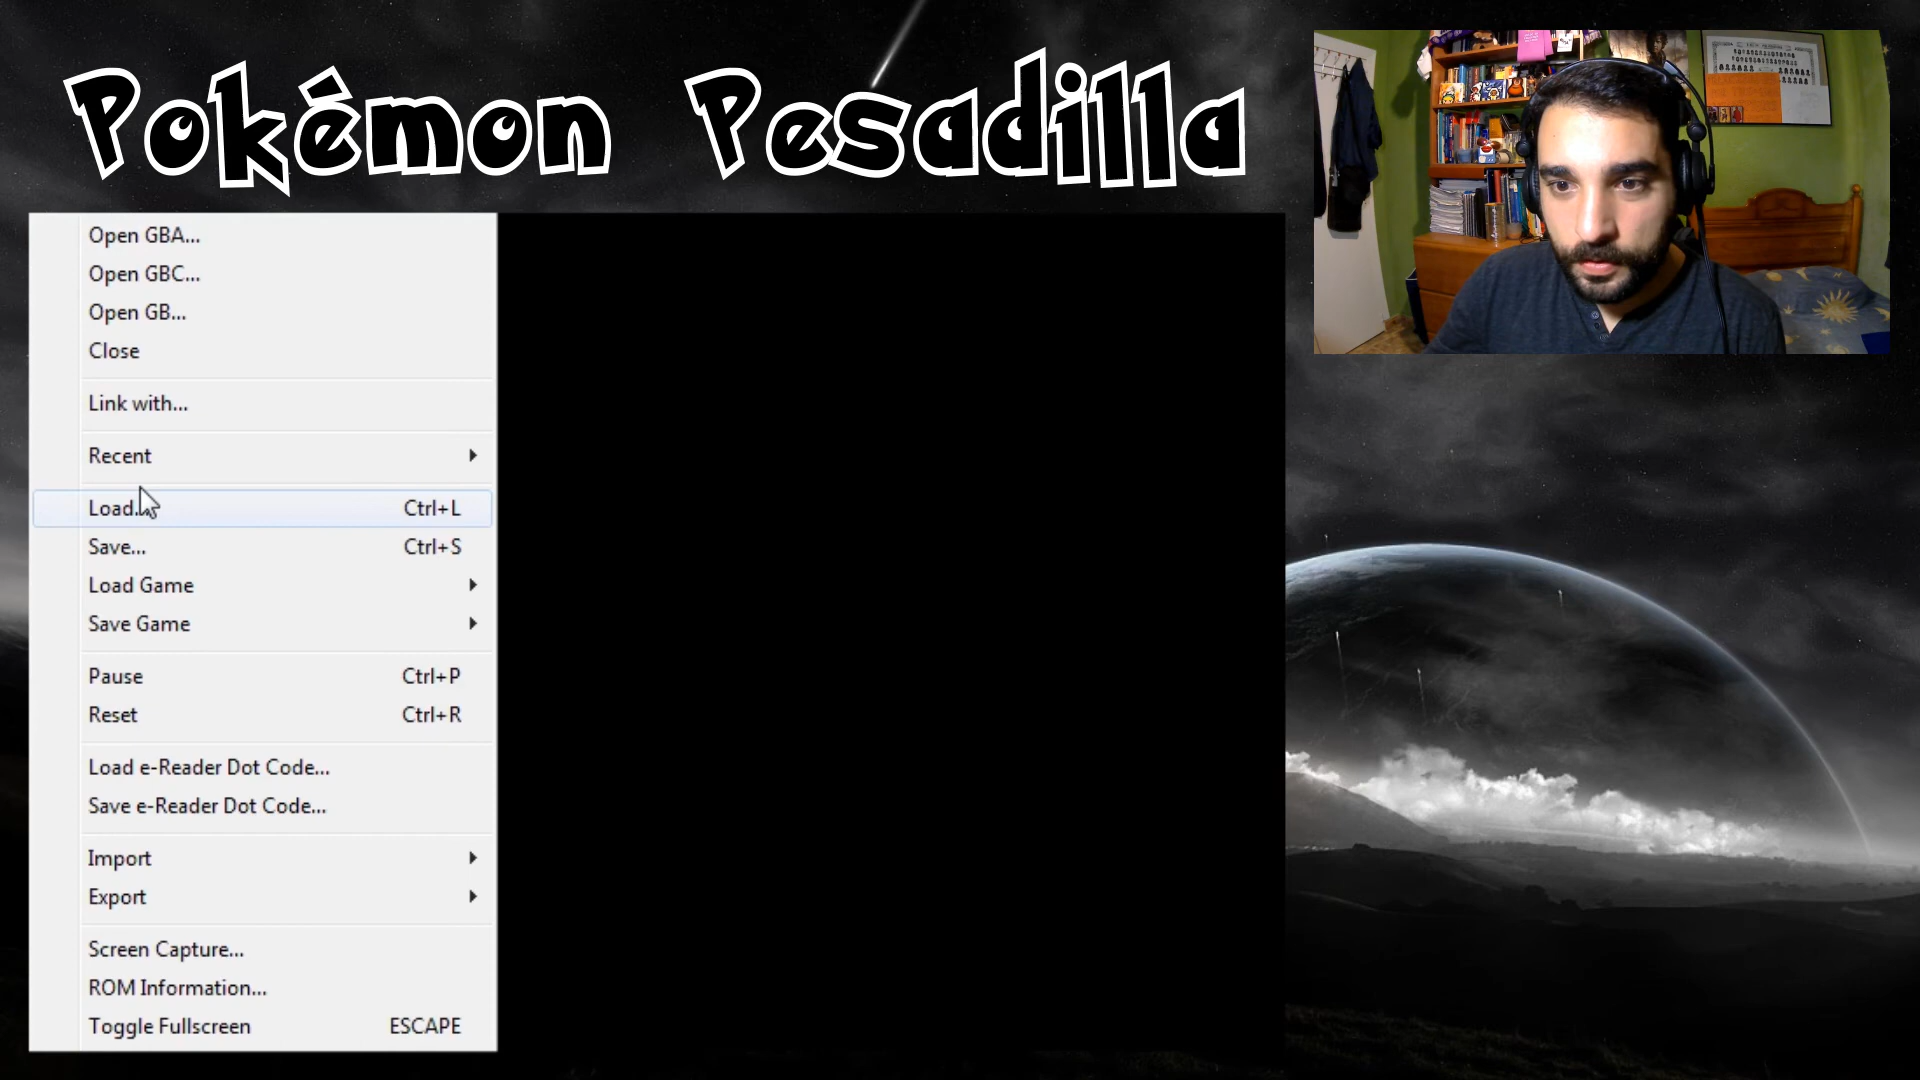 Pokémon Pesadilla
Open GBA...
Open GBC...
Open GB...
Close
Link with...
Recent
Load... Ctrl+L
Save... Ctrl+S
Load Game
Save Game
Pause Ctrl+P
Reset Ctrl+R
Load e-Reader Dot Code...
Save e-Reader Dot Code...
Import
Export
Screen Capture...
ROM Information...
Toggle Fullscreen ESCAPE